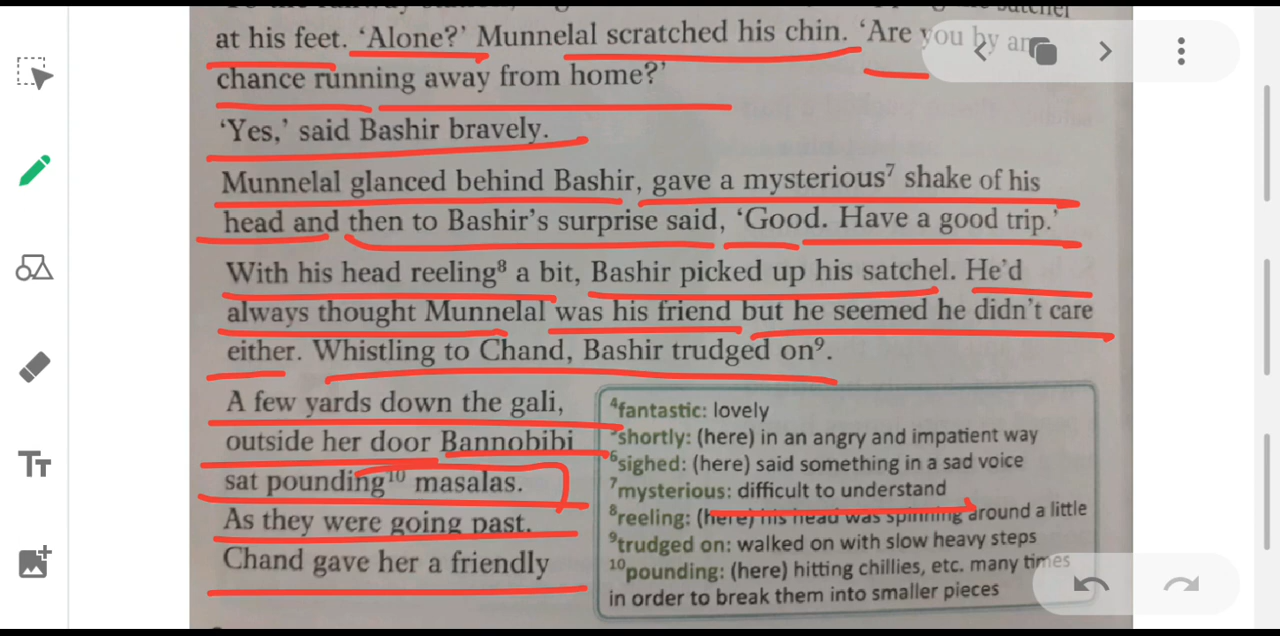 satchel
at his feet. ‘Alone?’ Munnelal scratched his chin. ‘Are you by any
chance running away from home?’
‘Yes,’ said Bashir bravely.
Munnelal glanced behind Bashir, gave a mysterious⁷ shake of his
head and then to Bashir’s surprise said, ‘Good. Have a good trip.’
With his head reeling⁸ a bit, Bashir picked up his satchel. He’d
always thought Munnelal was his friend but he seemed he didn’t care
either. Whistling to Chand, Bashir trudged on⁹.
A few yards down the gali,
outside her door Bannobibi
sat pounding¹⁰ masalas.
As they were going past.
Chand gave her a friendly
⁴fantastic: lovely
⁵shortly: (here) in an angry and impatient way
⁶sighed: (here) said something in a sad voice
⁷mysterious: difficult to understand
⁸reeling: (here) his head was spinning around a little
⁹trudged on: walked on with slow heavy steps
¹⁰pounding: (here) hitting chillies, etc. many times
in order to break them into smaller pieces
TT